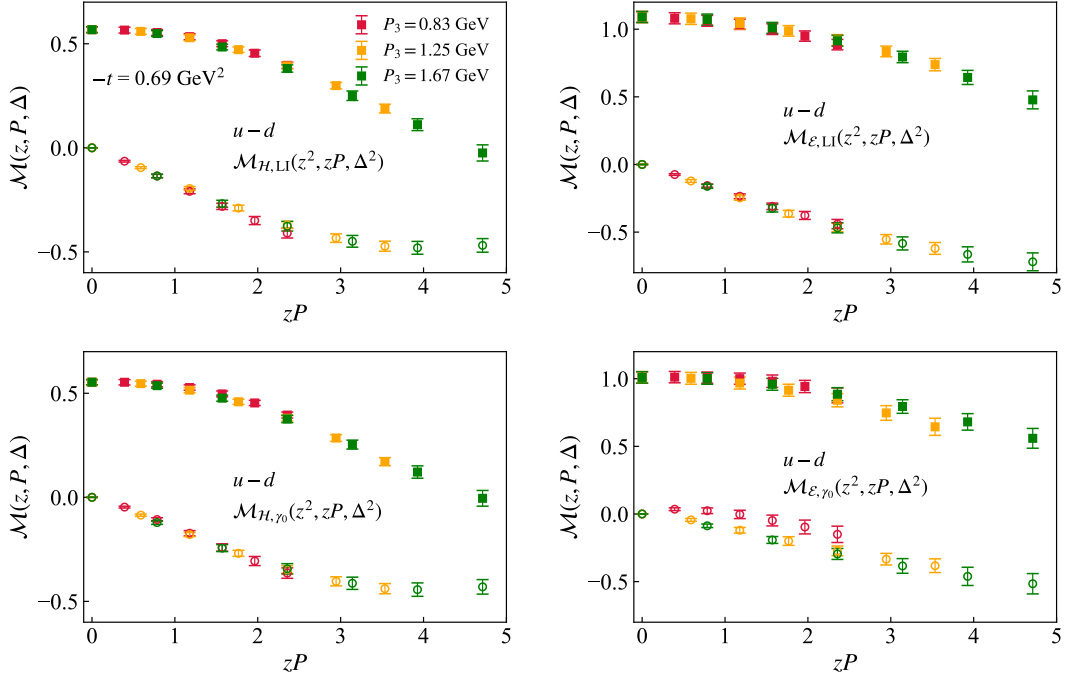 P₃ = 0.83 GeV
P₃ = 1.25 GeV
P₃ = 1.67 GeV
−t = 0.69 GeV²
u − d
ℳ_{ℋ,LI}(z², zP, Δ²)
ℳ(z, P, Δ)
0.5
0.0
−0.5
0 1 2 3 4 5
zP
u − d
ℳ_{ℰ,LI}(z², zP, Δ²)
ℳ(z, P, Δ)
1.0
0.5
0.0
−0.5
0 1 2 3 4 5
zP
u − d
ℳ_{ℋ,γ₀}(z², zP, Δ²)
ℳ(z, P, Δ)
0.5
0.0
−0.5
0 1 2 3 4 5
zP
u − d
ℳ_{ℰ,γ₀}(z², zP, Δ²)
ℳ(z, P, Δ)
1.0
0.5
0.0
−0.5
0 1 2 3 4 5
zP